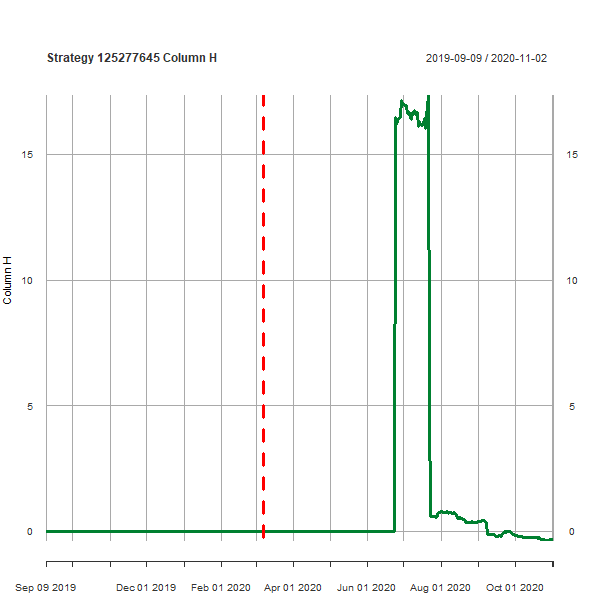 Strategy 125277645 Column H
2019-09-09 / 2020-11-02
15
15
10
10
Column H
5
5
0
0
Sep 09 2019
Dec 01 2019
Feb 01 2020
Apr 01 2020
Jun 01 2020
Aug 01 2020
Oct 01 2020